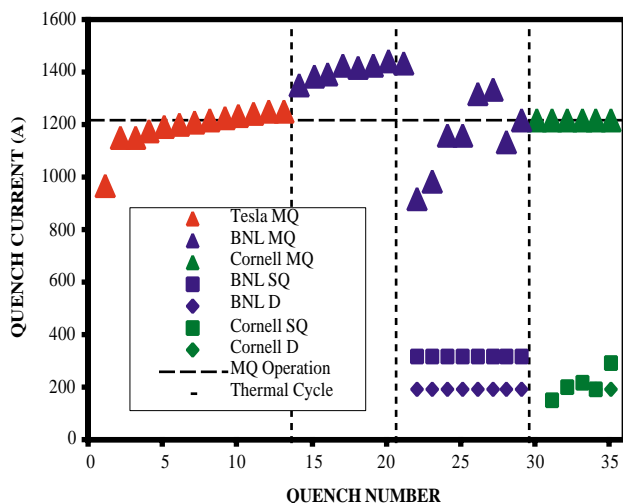 1600
1400
1200
1000
800
600
400
200
0
QUENCH CURRENT (A)
Tesla MQ
BNL MQ
Cornell MQ
BNL SQ
BNL D
Cornell SQ
Cornell D
MQ Operation
Thermal Cycle
0 5 10 15 20 25 30 35
QUENCH NUMBER